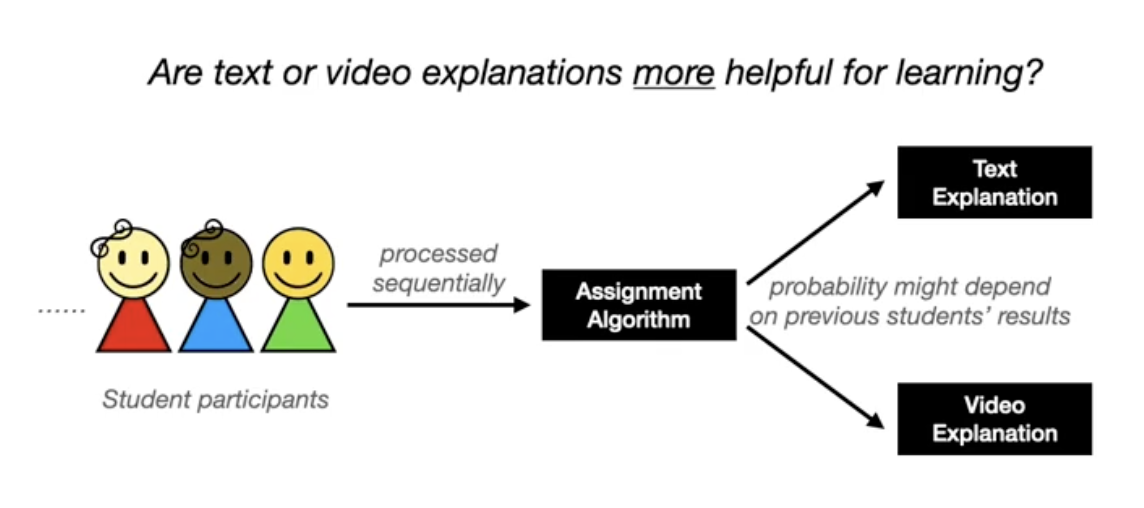 Are text or video explanations more helpful for learning?
Text
Explanation
processed
sequentially
Assignment
Algorithm
probability might depend
on previous students' results
......
Student participants
Video
Explanation